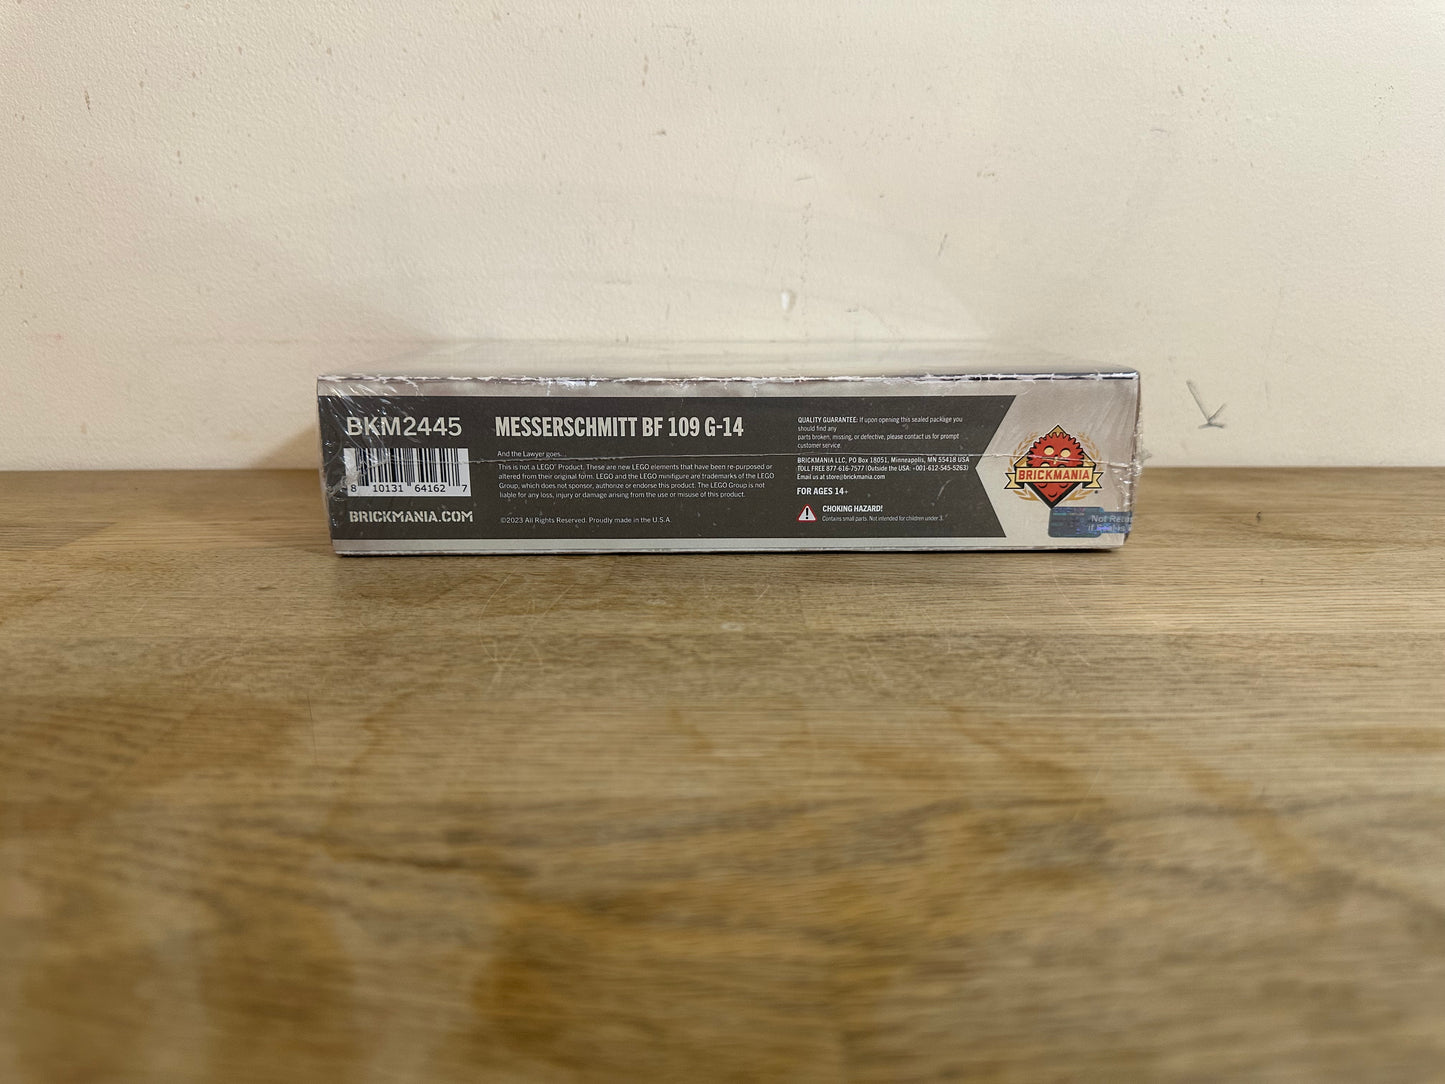 BKM2445
8 10131 64162 7
BRICKMANIA.COM
MESSERSCHMITT BF 109 G-14
And the Lawyer goes...
This is not a LEGO® Product. These are new LEGO elements that have been re-purposed or
altered from their original form. LEGO and the LEGO minifigure are trademarks of the LEGO
Group, which does not sponsor, authorize or endorse this product. The LEGO Group is not
liable for any loss, injury or damage arising from the use or misuse of this product.
©2023 All Rights Reserved. Proudly made in the U.S.A.
QUALITY GUARANTEE: If upon opening this sealed package you
should find any
parts broken, missing, or defective, please contact us for prompt
customer service.
BRICKMANIA LLC, PO Box 18051, Minneapolis, MN 55418 USA
TOLL FREE 877-616-7577 (Outside the USA: +001-612-545-5263)
Email us at store@brickmania.com
FOR AGES 14+
CHOKING HAZARD!
Contains small parts. Not intended for children under 3.
BRICKMANIA
Not
if